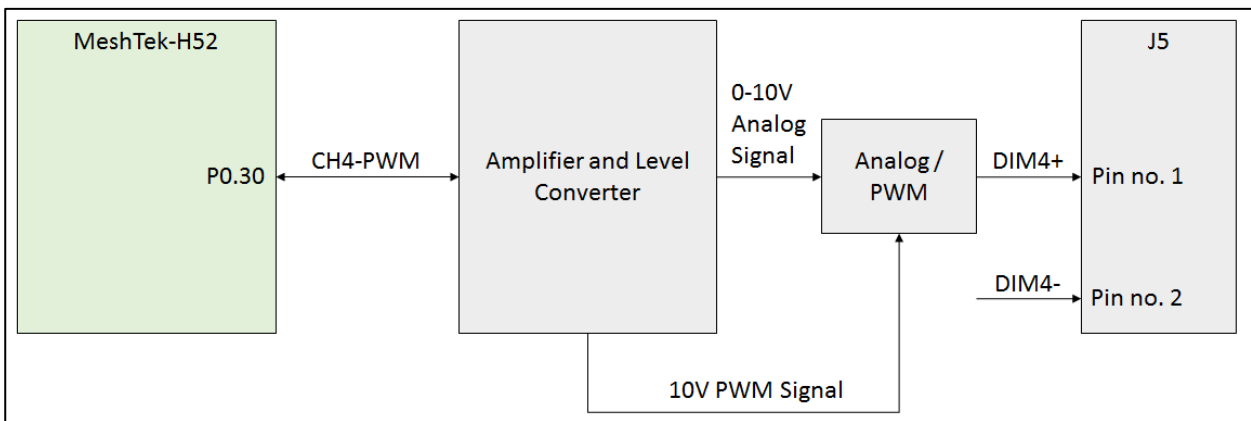 MeshTek-H52
P0.30
CH4-PWM
Amplifier and Level
Converter
0-10V
Analog
Signal
Analog /
PWM
DIM4+
DIM4-
J5
Pin no. 1
Pin no. 2
10V PWM Signal